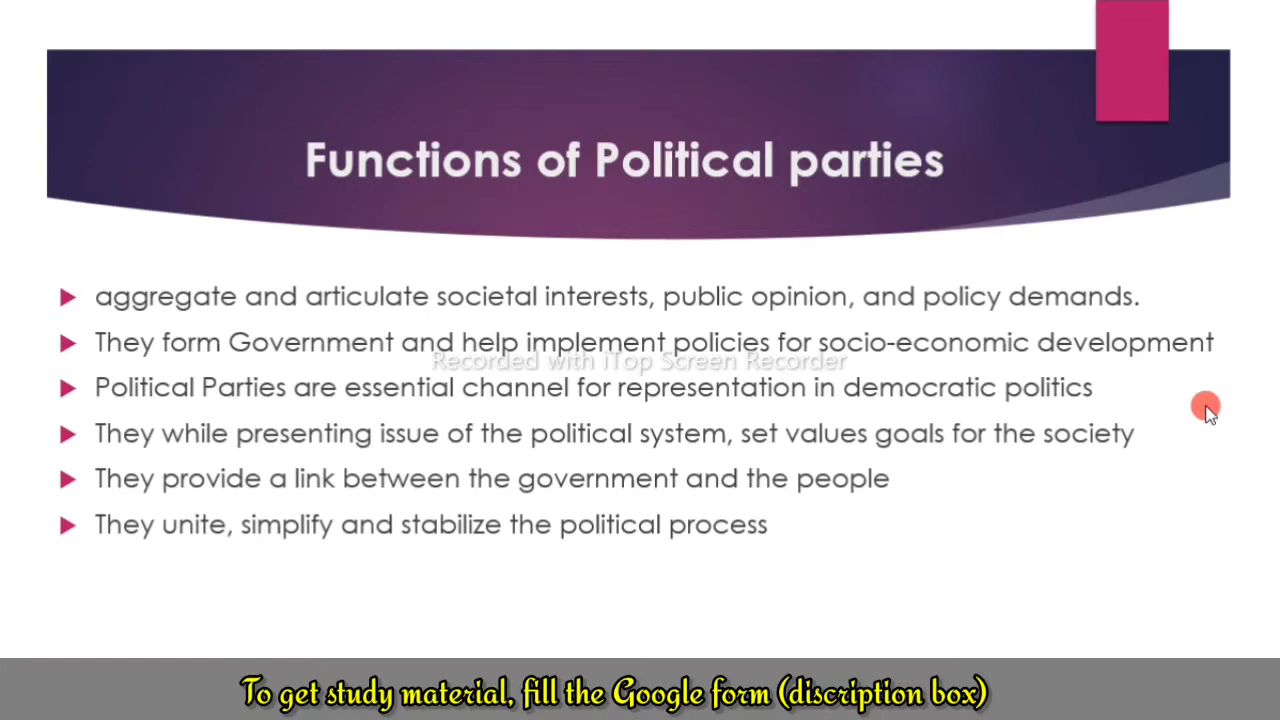 Functions of Political parties
aggregate and articulate societal interests, public opinion, and policy demands.
They form Government and help implement policies for socio-economic development
Recorded with iTop Screen Recorder
Political Parties are essential channel for representation in democratic politics
They while presenting issue of the political system, set values goals for the society
They provide a link between the government and the people
They unite, simplify and stabilize the political process
To get study material, fill the Google form (discription box)